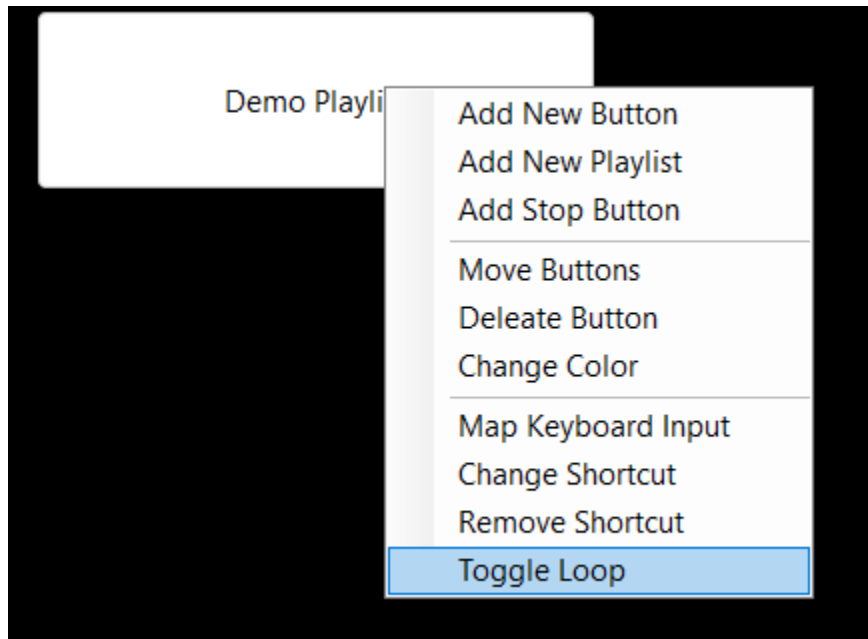 Demo Playli
Add New Button
Add New Playlist
Add Stop Button
Move Buttons
Deleate Button
Change Color
Map Keyboard Input
Change Shortcut
Remove Shortcut
Toggle Loop